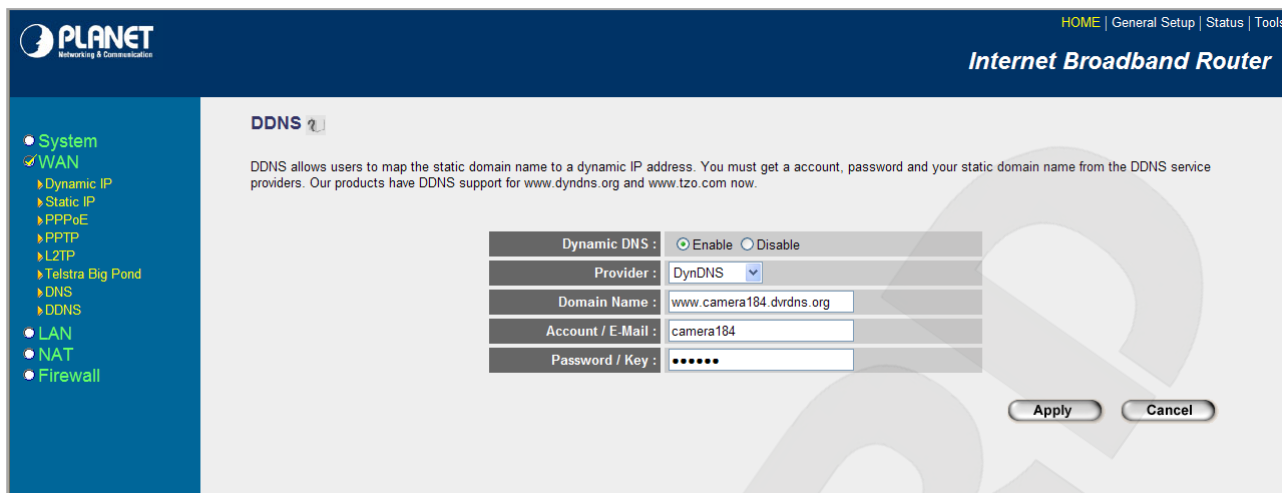 PLANET
Networking & Communication
HOME | General Setup | Status | Tools
Internet Broadband Router
System
WAN
Dynamic IP
Static IP
PPPoE
PPTP
L2TP
Telstra Big Pond
DNS
DDNS
LAN
NAT
Firewall
DDNS
DDNS allows users to map the static domain name to a dynamic IP address. You must get a account, password and your static domain name from the DDNS service
providers. Our products have DDNS support for www.dyndns.org and www.tzo.com now.
Dynamic DNS : Enable Disable
Provider : DynDNS
Domain Name : www.camera184.dvrdns.org
Account / E-Mail : camera184
Password / Key : ••••••
Apply Cancel